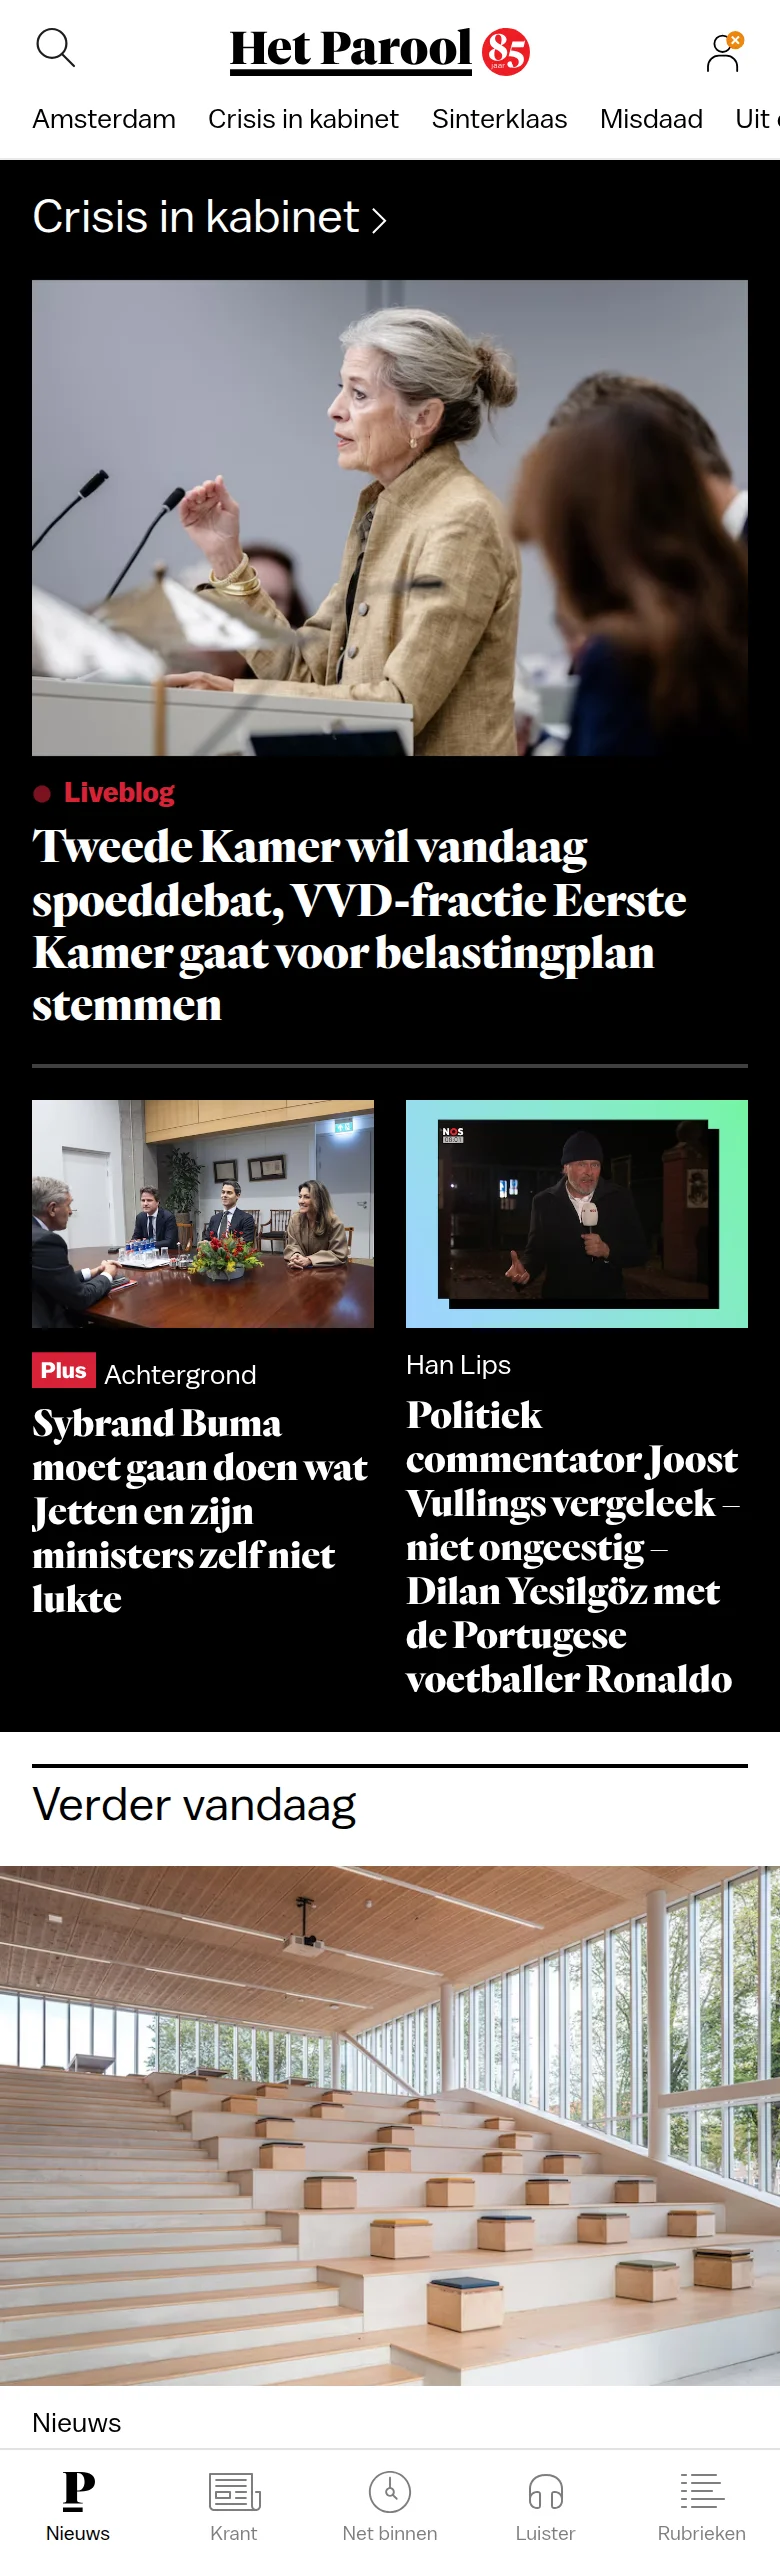 Het Parool 85 jaar
Amsterdam Crisis in kabinet Sinterklaas Misdaad Uit
Crisis in kabinet
Liveblog
Tweede Kamer wil vandaag
spoeddebat, VVD-fractie Eerste
Kamer gaat voor belastingplan
stemmen
NOS
Plus Achtergrond
Sybrand Buma
moet gaan doen wat
Jetten en zijn
ministers zelf niet
lukte
Han Lips
Politiek
commentator Joost
Vullings vergeleek –
niet ongeestig –
Dilan Yesilgöz met
de Portugese
voetballer Ronaldo
Verder vandaag
Nieuws
P
Nieuws Krant Net binnen Luister Rubrieken